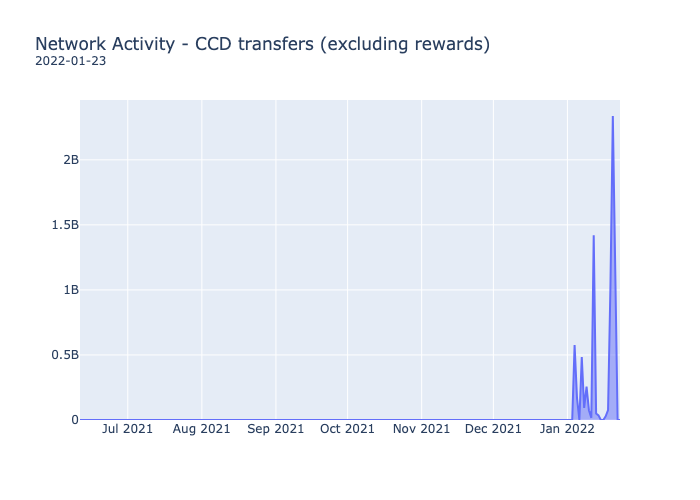 Network Activity - CCD transfers (excluding rewards)
2022-01-23
2B
1.5B
1B
0.5B
0
Jul 2021 Aug 2021 Sep 2021 Oct 2021 Nov 2021 Dec 2021 Jan 2022